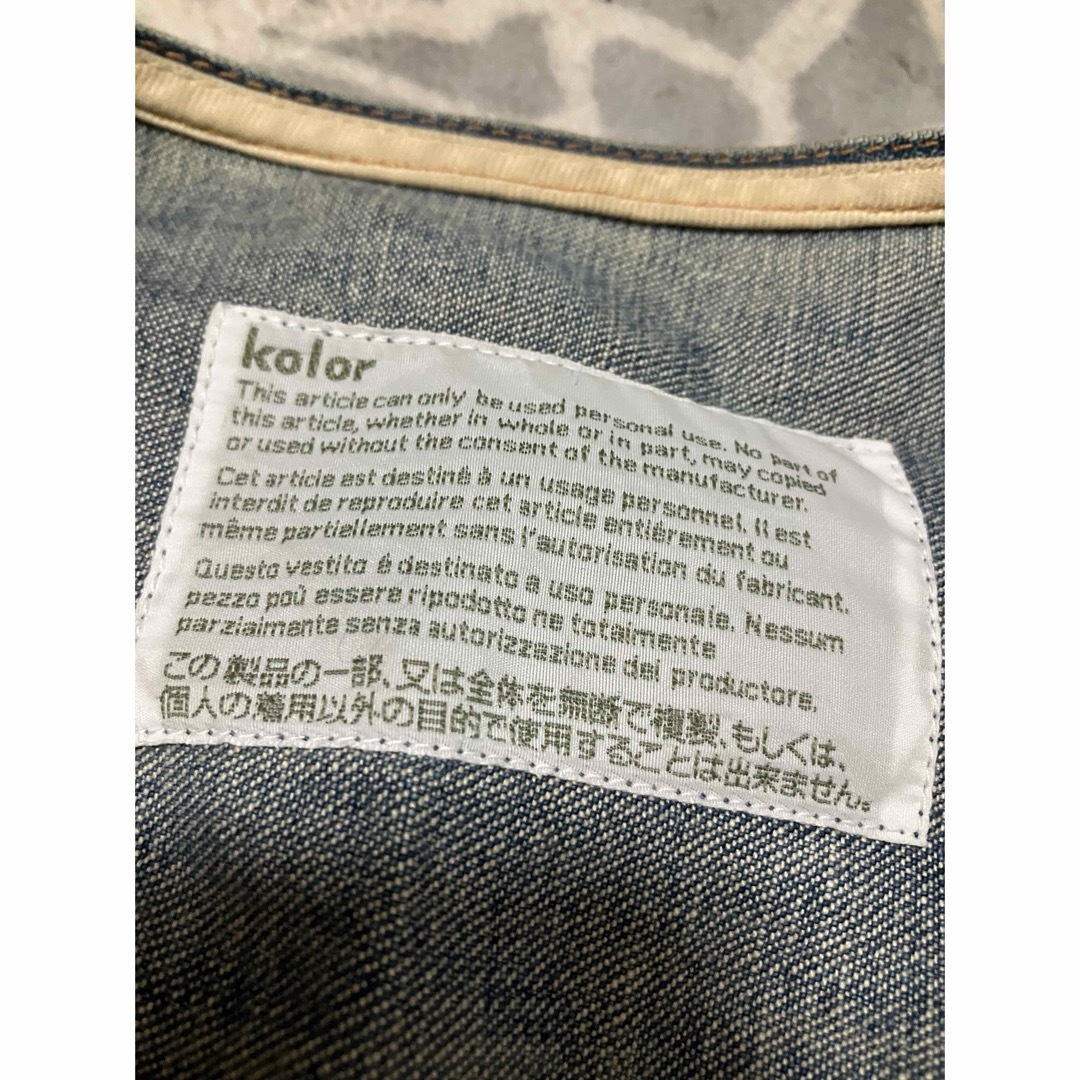 kolor
This article can only be used personal use. No part of
this article, whether in whole or in part, may copied
or used without the consent of the manufacturer.
Cet article est destiné à un usage personnel. Il est
interdit de reproduire cet article entiérement ou
même partiellement sans l'autorisation du fabricant.
Questo vestito é destinato a uso personale. Nessum
pezzo poú essere ripodotto ne totalmente
parzialmente senza autorizzazione del productore.
この製品の一部、又は全体を無断で複製、もしくは、
個人の着用以外の目的で使用することは出来ません。